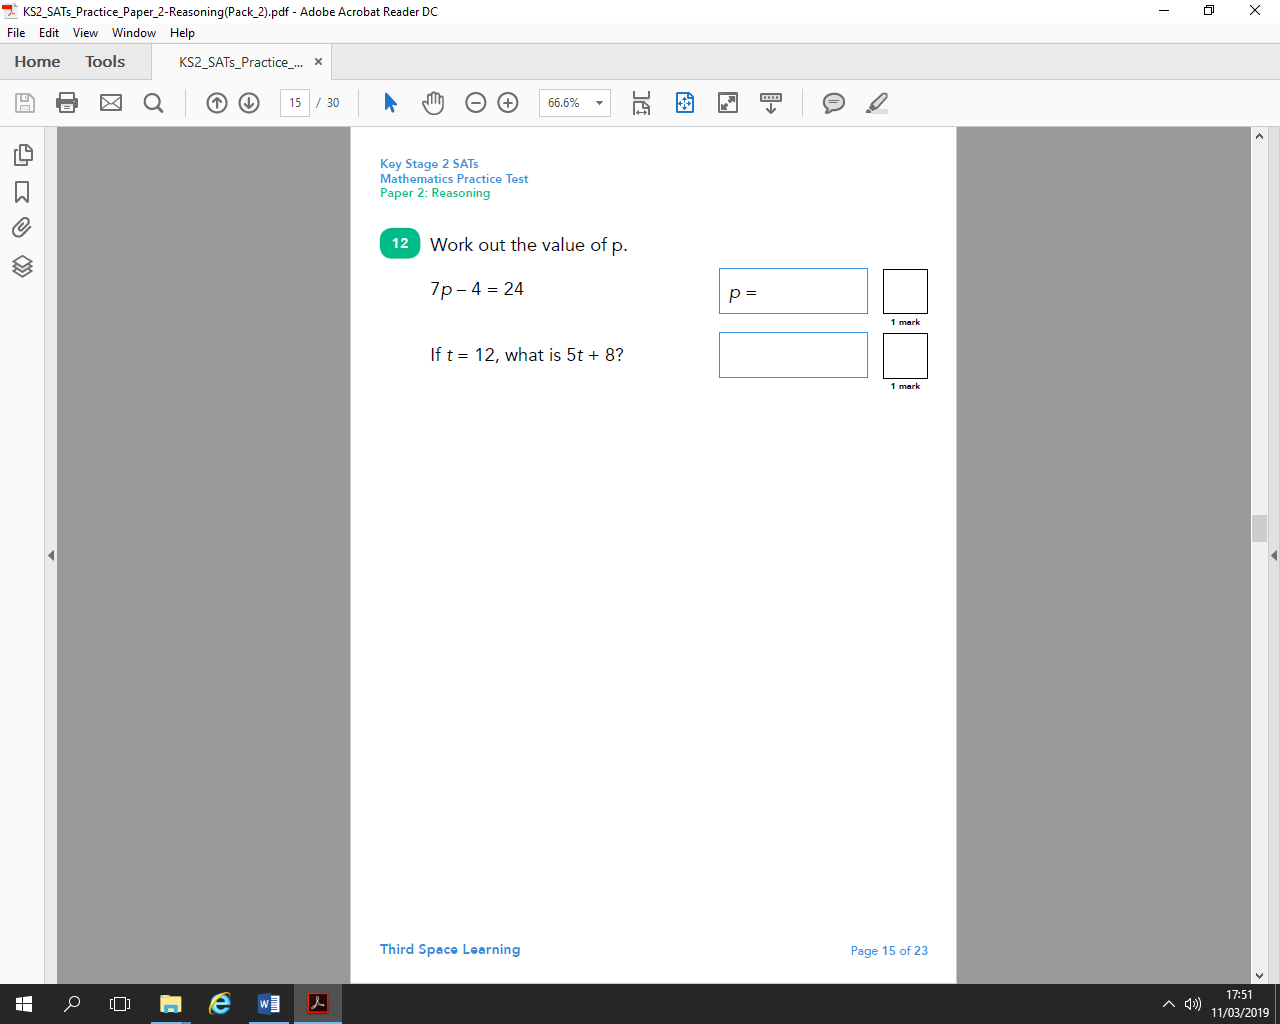 KS2_SATs_Practice_Paper_2-Reasoning(Pack_2).pdf - Adobe Acrobat Reader DC
File Edit View Window Help
Home Tools KS2_SATs_Practice_... ×
15 / 30 66.6%
Key Stage 2 SATs
Mathematics Practice Test
Paper 2: Reasoning
12 Work out the value of p.
7p – 4 = 24 p =
1 mark
If t = 12, what is 5t + 8?
1 mark
Third Space Learning Page 15 of 23
17:51
11/03/2019